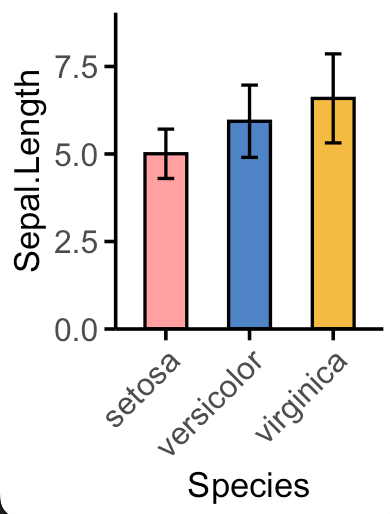 Sepal.Length
7.5
5.0
2.5
0.0
setosa
versicolor
virginica
Species